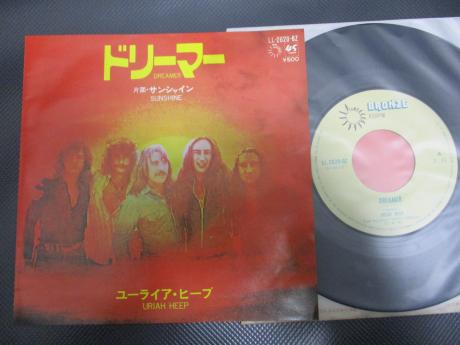 ドリーマー
DREAMER
片面・サンシャイン
SUNSHINE
LL-2620-BZ
45
¥500
ユーライア・ヒープ
URIAH HEEP
BRONZE
LL-2620-BZ
DREAMER
URIAH HEEP